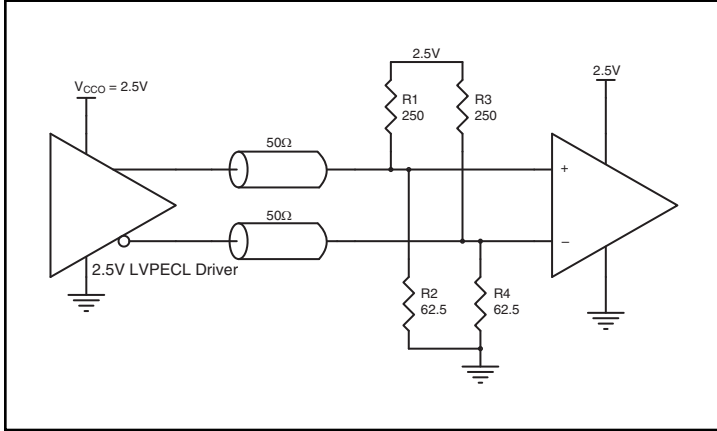 2.5V
V_CCO = 2.5V
2.5V
R1
250
R3
250
50Ω
+
50Ω
–
2.5V LVPECL Driver
R2
62.5
R4
62.5